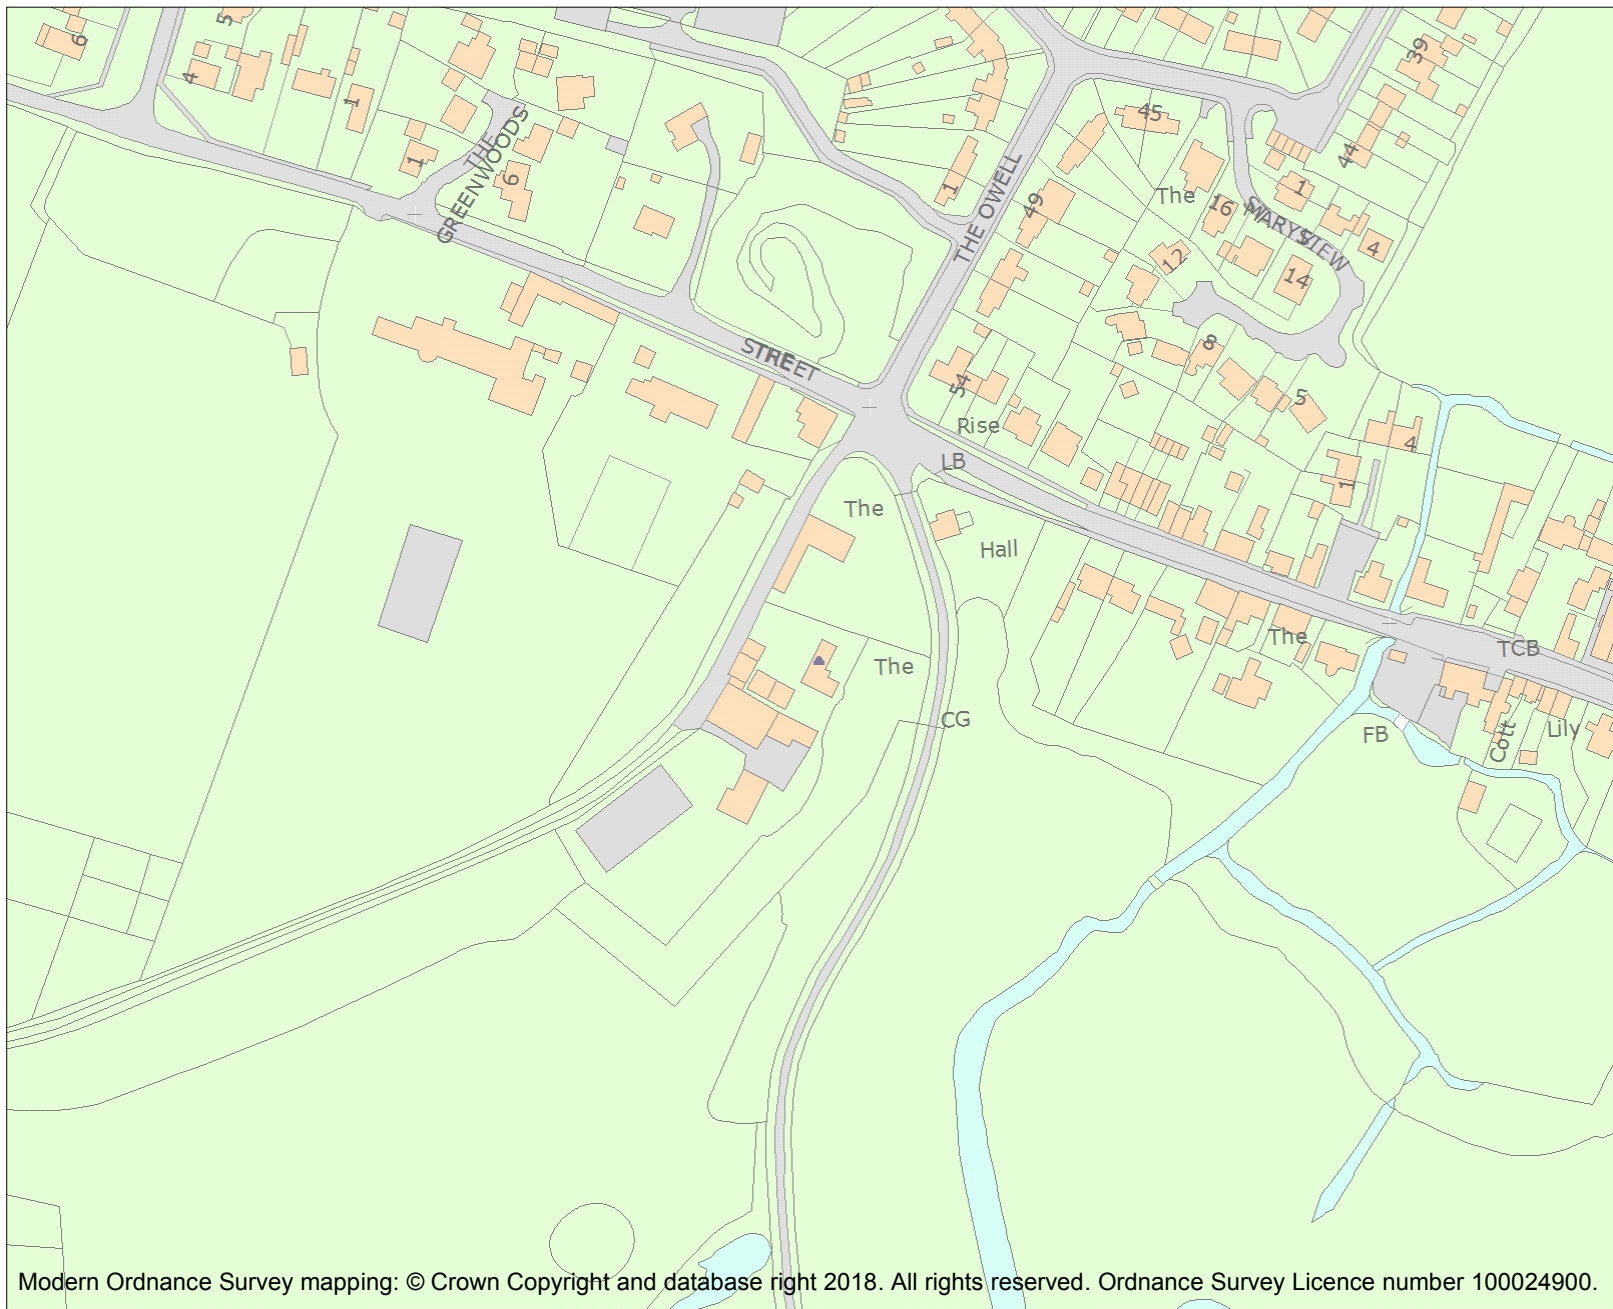 6
5
4
1
39
45
44
THE
GREENWOODS
1
6
1
THE OWELL
49
The
16
1
MARYS
VIEW
4
12
14
THE
STREET
8
54
5
Rise
4
LB
1
The
Hall
The
TCB
The
CG
FB
Cott
Lily
Modern Ordnance Survey mapping: © Crown Copyright and database right 2018. All rights reserved. Ordnance Survey Licence number 100024900.